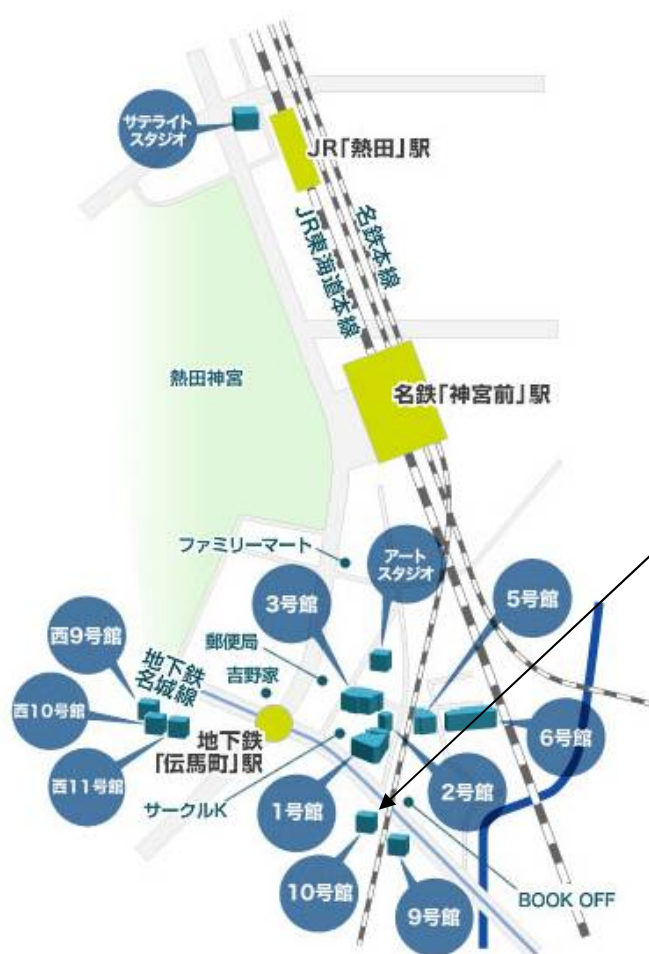 サテライト
スタジオ
JR「熱田」駅
名鉄本線
JR東海道本線
熱田神宮
名鉄「神宮前」駅
ファミリーマート
アート
スタジオ
3号館
5号館
西9号館
郵便局
地下鉄
名城線
吉野家
西10号館
6号館
地下鉄
「伝馬町」駅
西11号館
2号館
サークルK
1号館
10号館
9号館
BOOK OFF